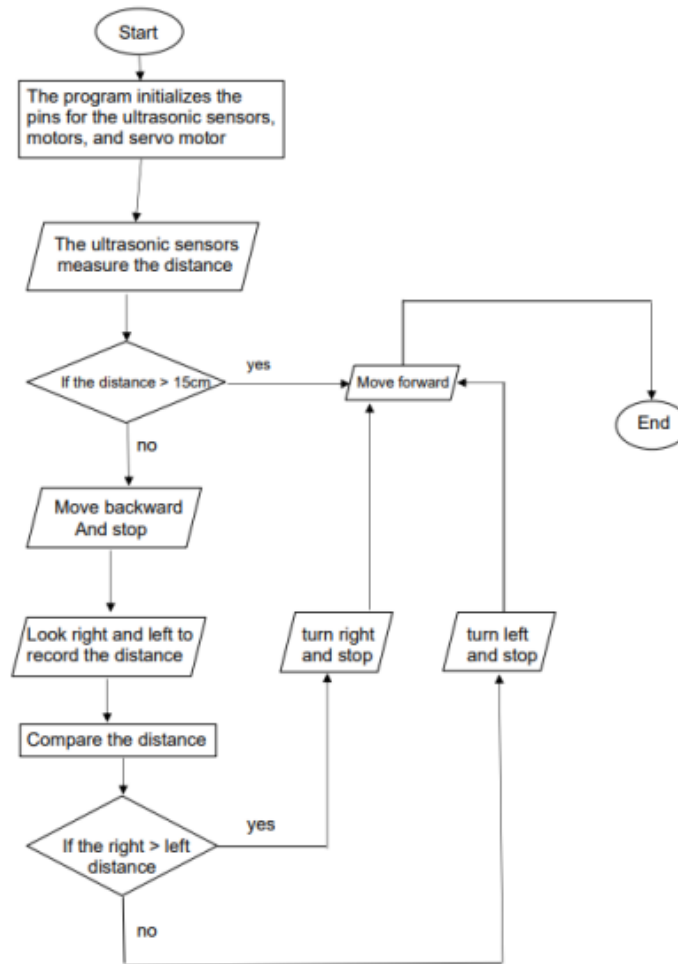 Start
The program initializes the
pins for the ultrasonic sensors,
motors, and servo motor
The ultrasonic sensors
measure the distance
If the distance > 15cm
yes
Move forward
End
no
Move backward
And stop
Look right and left to
record the distance
turn right
and stop
turn left
and stop
Compare the distance
If the right > left
distance
yes
no